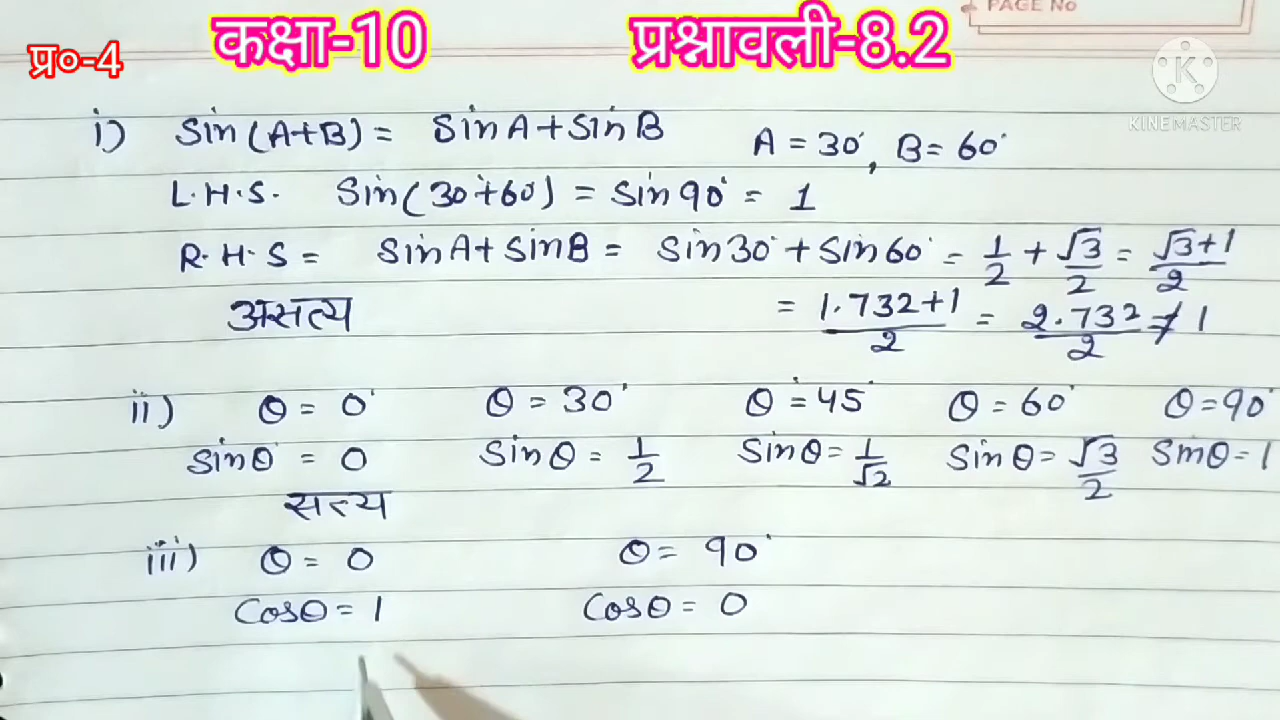 PAGE No
कक्षा-10 प्रश्नावली-8.2
प्र०-4
K
KINEMASTER
i) Sin(A+B) = SinA+SinB A = 30°, B = 60°
L.H.S. Sin(30°+60°) = Sin90° = 1
R.H.S = SinA+SinB = Sin30°+Sin60° = 1/2 + √3/2 = √3+1/2
असत्य = 1.732+1/2 = 2.732/2 ≠ 1
ii) θ = 0° θ = 30° θ = 45° θ = 60° θ = 90°
Sinθ = 0 Sinθ = 1/2 Sinθ = 1/√2 Sinθ = √3/2 Sinθ = 1
सत्य
iii) θ = 0 θ = 90°
Cosθ = 1 Cosθ = 0